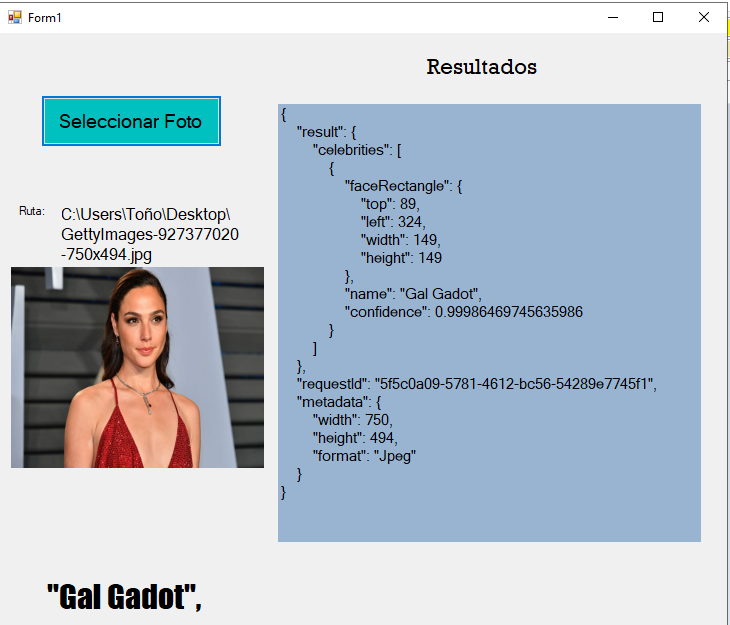 Form1
Resultados
Seleccionar Foto
Ruta:
C:\Users\Toño\Desktop\
GettyImages-927377020
-750x494.jpg
{
"result": {
"celebrities": [
{
"faceRectangle": {
"top": 89,
"left": 324,
"width": 149,
"height": 149
},
"name": "Gal Gadot",
"confidence": 0.99986469745635986
}
]
},
"requestId": "5f5c0a09-5781-4612-bc56-54289e7745f1",
"metadata": {
"width": 750,
"height": 494,
"format": "Jpeg"
}
}
"Gal Gadot",